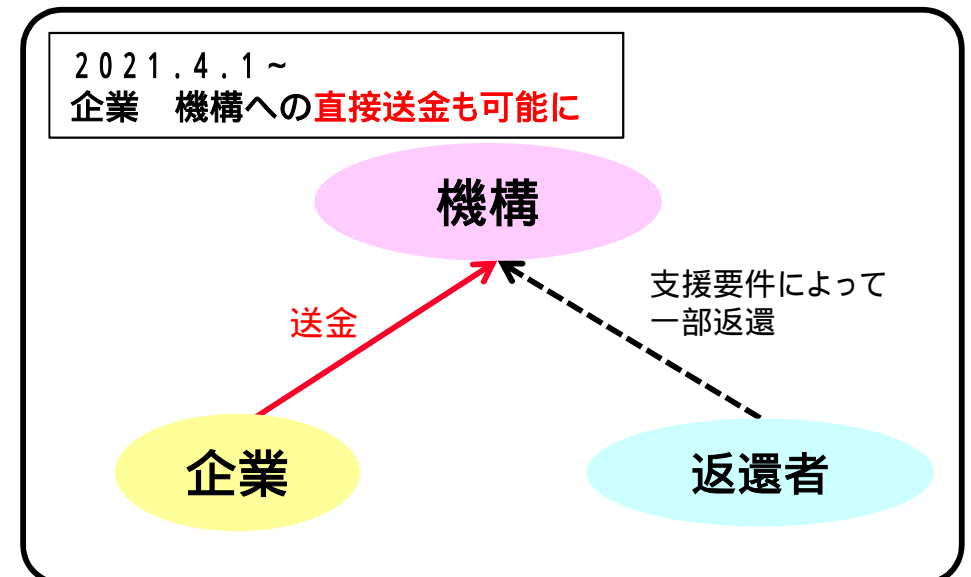 2021.4.1~
企業　機構への直接送金も可能に
機構
支援要件によって
一部返還
送金
企業
返還者